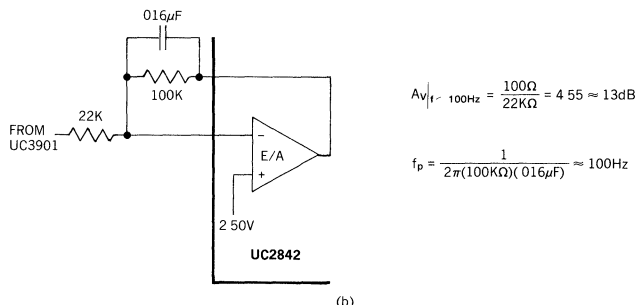 016µF
100K
22K
FROM
UC3901
−
E/A
+
2 50V
UC2842
Av|f< 100Hz = 100Ω / 22KΩ = 4 55 ≈ 13dB
fp = 1 / 2π(100KΩ)( 016µF) ≈ 100Hz
(b)